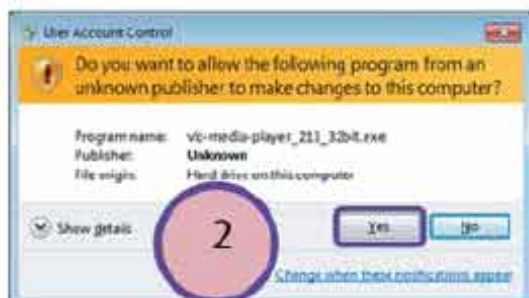 User Account Control
Do you want to allow the following program from an
unknown publisher to make changes to this computer?
Program name: vlc-media-player_211_32bit.exe
Publisher: Unknown
File origin: Hard drive on this computer
Show details
2
Yes
No
Change when these notifications appear